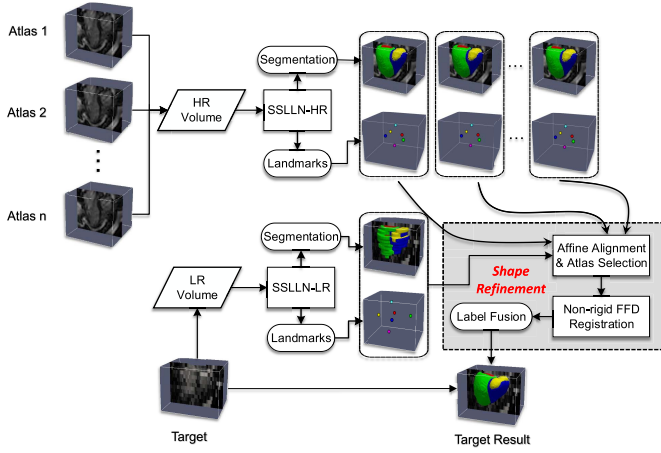 Atlas 1
Atlas 2
Atlas n
HR
Volume
Segmentation
SSLLN-HR
Landmarks
...
...
LR
Volume
Segmentation
SSLLN-LR
Landmarks
Shape
Refinement
Affine Alignment
& Atlas Selection
Non-rigid FFD
Registration
Label Fusion
Target
Target Result